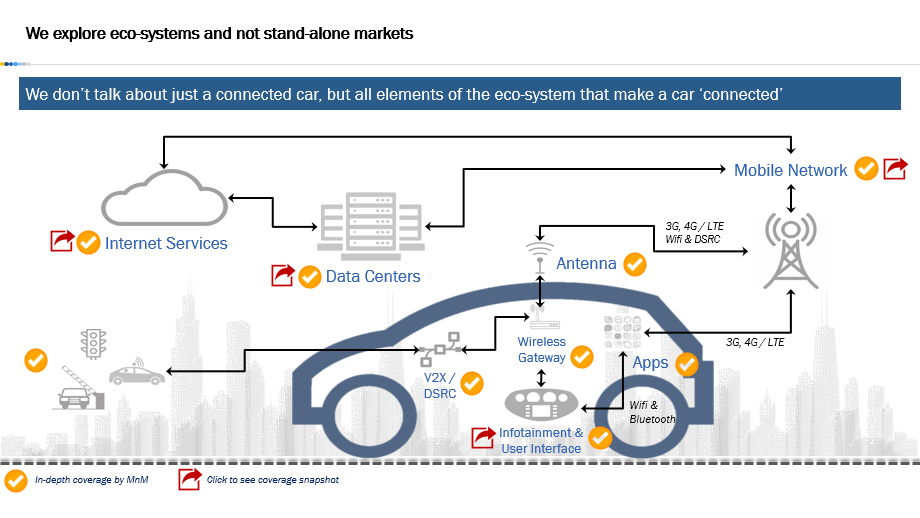 We explore eco-systems and not stand-alone markets
We don’t talk about just a connected car, but all elements of the eco-system that make a car ‘connected’
Mobile Network
Internet Services
Data Centers
3G, 4G / LTE
Wifi & DSRC
Antenna
Wireless
Gateway
3G, 4G / LTE
Apps
V2X /
DSRC
Wifi &
Bluetooth
Infotainment &
User Interface
In-depth coverage by MnM
Click to see coverage snapshot